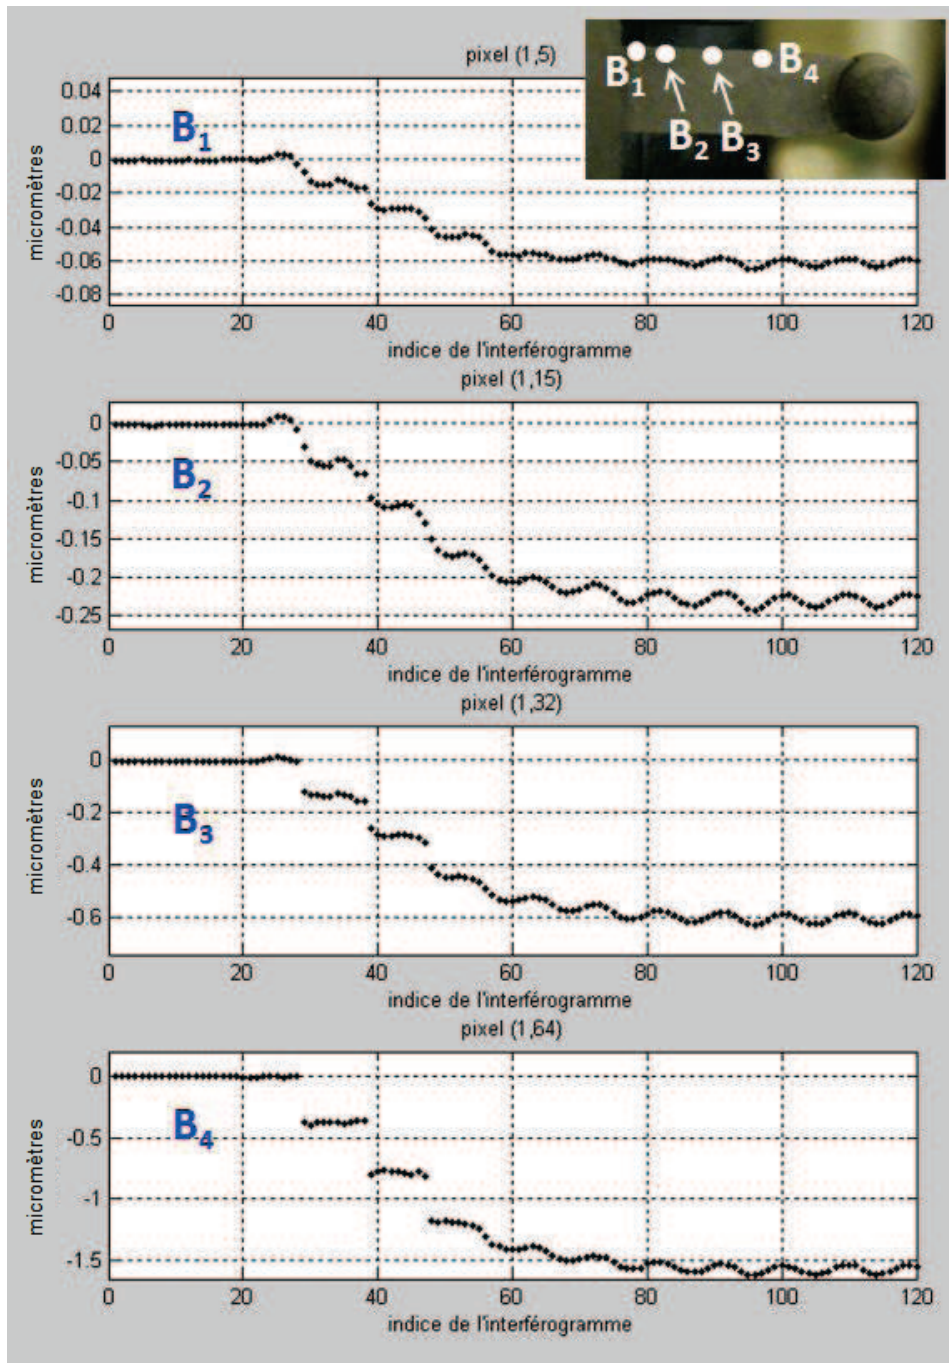 pixel (1,5)
0.04
0.02
0
-0.02
-0.04
-0.06
-0.08
micromètres
B1
B1
B2
B3
B4
0 20 40 60 80 100 120
indice de l'interférogramme
pixel (1,15)
0
-0.05
-0.1
-0.15
-0.2
-0.25
micromètres
B2
0 20 40 60 80 100 120
indice de l'interférogramme
pixel (1,32)
0
-0.2
-0.4
-0.6
micromètres
B3
0 20 40 60 80 100 120
indice de l'interférogramme
pixel (1,64)
0
-0.5
-1
-1.5
micromètres
B4
0 20 40 60 80 100 120
indice de l'interférogramme